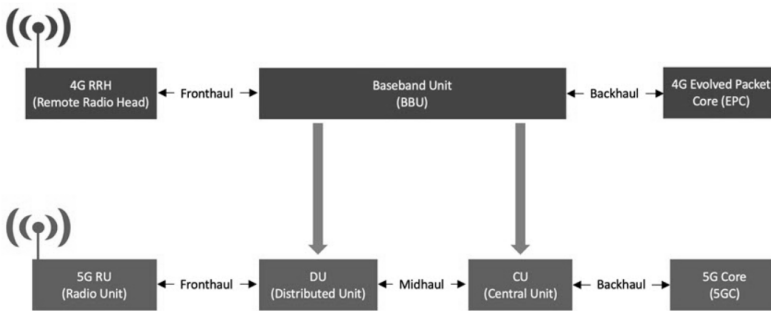 4G RRH
(Remote Radio Head)
Fronthaul
Baseband Unit
(BBU)
Backhaul
4G Evolved Packet
Core (EPC)
5G RU
(Radio Unit)
Fronthaul
DU
(Distributed Unit)
Midhaul
CU
(Central Unit)
Backhaul
5G Core
(5GC)